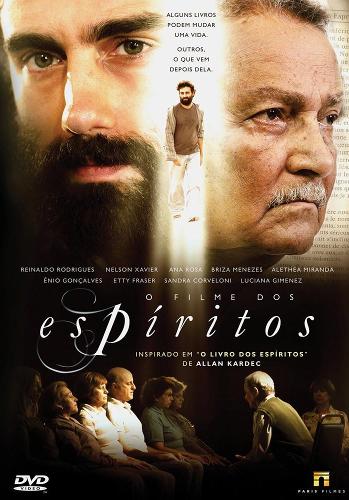 ALGUNS LIVROS
PODEM MUDAR
UMA VIDA.
OUTROS,
O QUE VEM
DEPOIS DELA.
REINALDO RODRIGUES NELSON XAVIER ANA ROSA BRIZA MENEZES ALETHÉA MIRANDA
ÊNIO GONÇALVES ETTY FRASER SANDRA CORVELONI LUCIANA GIMENEZ
O FILME DOS
espíritos
INSPIRADO EM "O LIVRO DOS ESPÍRITOS"
DE ALLAN KARDEC
DVD
VIDEO
PARIS FILMES